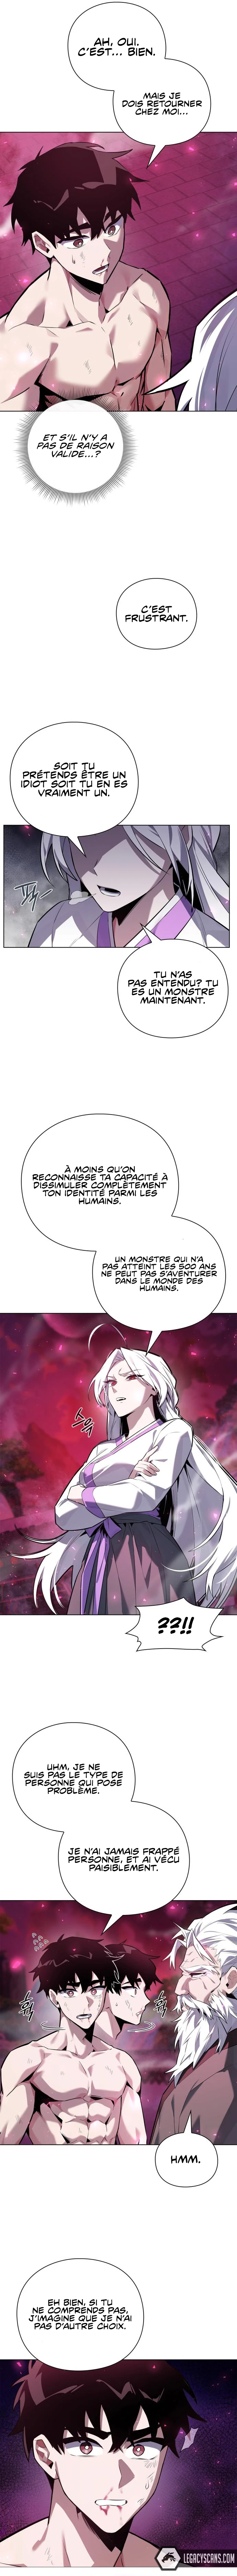 AH, OUI.
C'EST... BIEN.
MAIS JE
DOIS RETOURNER
CHEZ MOI...
ET S'IL N'Y A
PAS DE RAISON
VALIDE...?
C'EST
FRUSTRANT.
SOIT TU
PRÉTENDS ÊTRE UN
IDIOT SOIT TU EN ES
VRAIMENT UN.
TU N'AS
PAS ENTENDU? TU
ES UN MONSTRE
MAINTENANT.
À MOINS QU'ON
RECONNAISSE TA CAPACITÉ À
DISSIMULER COMPLÈTEMENT
TON IDENTITÉ PARMI LES
HUMAINS.
UN MONSTRE QUI N'A
PAS ATTEINT LES 500 ANS
NE PEUT PAS S'AVENTURER
DANS LE MONDE DES
HUMAINS.
스윽
??!!
UHM, JE NE
SUIS PAS LE TYPE DE
PERSONNE QUI POSE
PROBLÈME.
JE N'AI JAMAIS FRAPPÉ
PERSONNE, ET AI VÉCU
PAISIBLEMENT.
휙
휙
HMM.
EH BIEN, SI TU
NE COMPRENDS PAS,
J'IMAGINE QUE JE N'AI
PAS D'AUTRE CHOIX.
LEGACYSCANS.COM